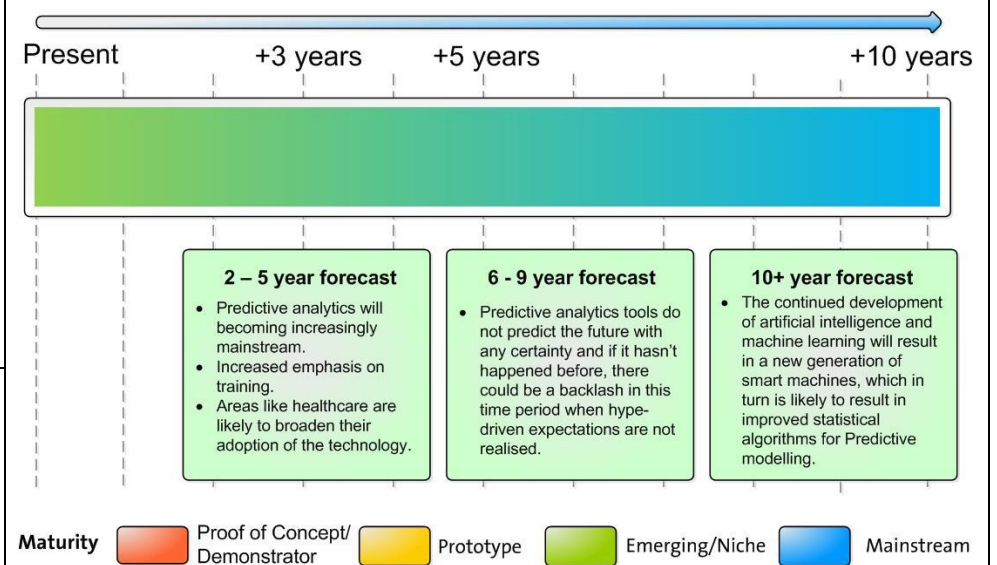 Present +3 years +5 years +10 years
2 – 5 year forecast
• Predictive analytics will
becoming increasingly
mainstream.
• Increased emphasis on
training.
• Areas like healthcare are
likely to broaden their
adoption of the technology.
6 - 9 year forecast
• Predictive analytics tools do
not predict the future with
any certainty and if it hasn't
happened before, there
could be a backlash in this
time period when hype-
driven expectations are not
realised.
10+ year forecast
• The continued development
of artificial intelligence and
machine learning will result
in a new generation of
smart machines, which in
turn is likely to result in
improved statistical
algorithms for Predictive
modelling.
Maturity
Proof of Concept/
Demonstrator
Prototype
Emerging/Niche
Mainstream